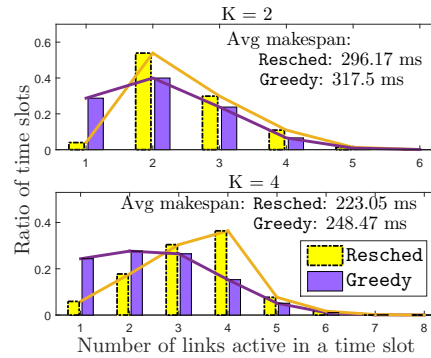 K = 2
Avg makespan:
Resched: 296.17 ms
Greedy: 317.5 ms
0.6
0.4
0.2
0
1 2 3 4 5 6
Ratio of time slots
K = 4
Avg makespan: Resched: 223.05 ms
Greedy: 248.47 ms
0.4
0.2
0
Resched
Greedy
1 2 3 4 5 6 7 8
Number of links active in a time slot